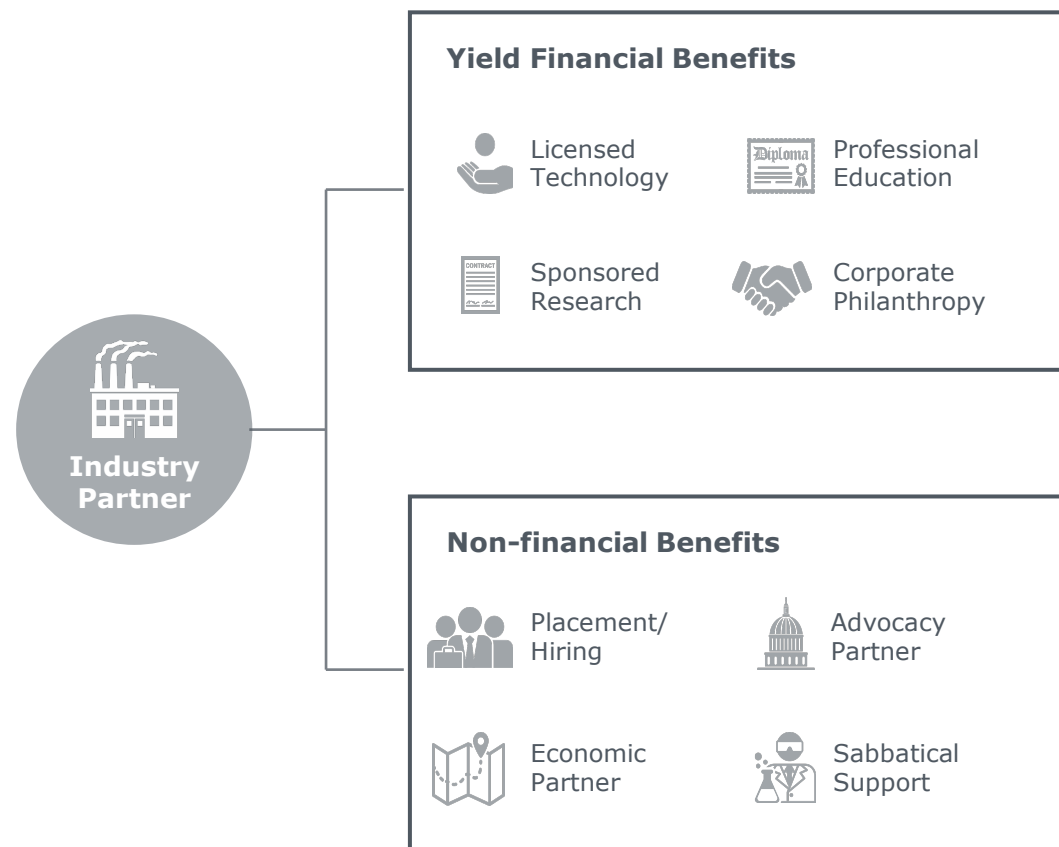 Yield Financial Benefits
Licensed
Technology
Diploma
Professional
Education
CONTRACT
Sponsored
Research
Corporate
Philanthropy
Industry
Partner
Non-financial Benefits
Placement/
Hiring
Advocacy
Partner
Economic
Partner
Sabbatical
Support